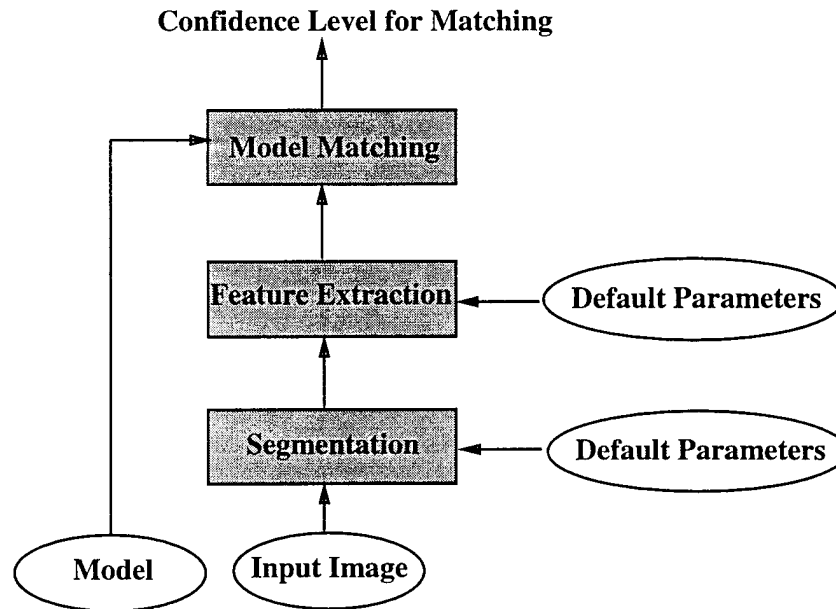 Confidence Level for Matching
Model Matching
Feature Extraction
Default Parameters
Segmentation
Default Parameters
Model
Input Image